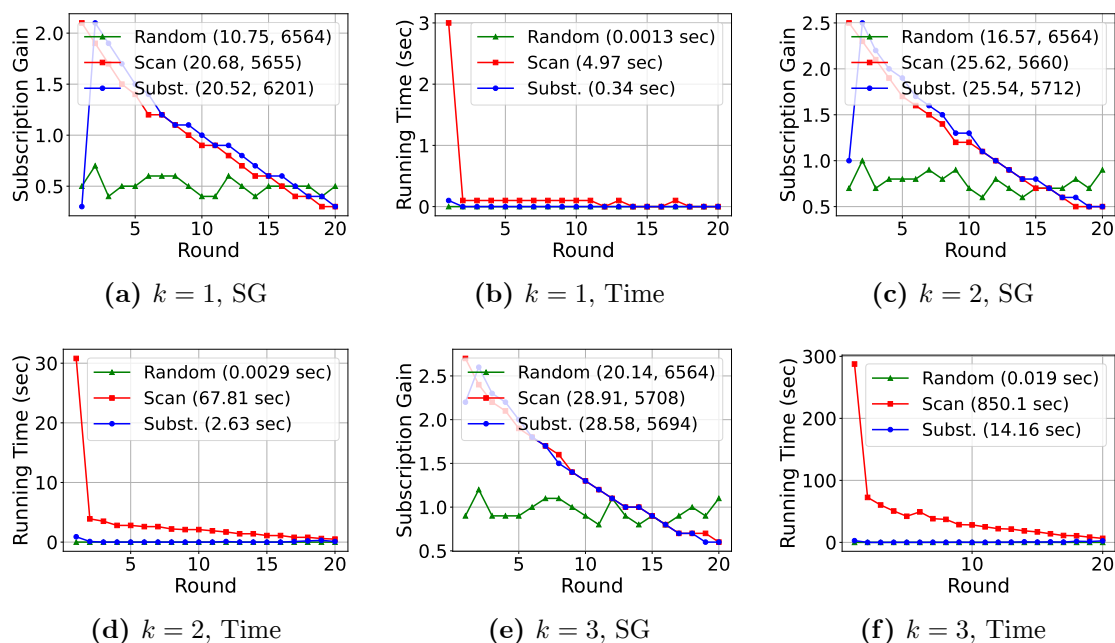 Subscription Gain
2.0
1.5
1.0
0.5
Random (10.75, 6564)
Scan (20.68, 5655)
Subst. (20.52, 6201)
5 10 15 20
Round
(a) k = 1, SG
Running Time (sec)
3
2
1
0
Random (0.0013 sec)
Scan (4.97 sec)
Subst. (0.34 sec)
5 10 15 20
Round
(b) k = 1, Time
Subscription Gain
2.5
2.0
1.5
1.0
0.5
Random (16.57, 6564)
Scan (25.62, 5660)
Subst. (25.54, 5712)
5 10 15 20
Round
(c) k = 2, SG
Running Time (sec)
30
20
10
0
Random (0.0029 sec)
Scan (67.81 sec)
Subst. (2.63 sec)
5 10 15 20
Round
(d) k = 2, Time
Subscription Gain
2.5
2.0
1.5
1.0
0.5
Random (20.14, 6564)
Scan (28.91, 5708)
Subst. (28.58, 5694)
5 10 15 20
Round
(e) k = 3, SG
Running Time (sec)
300
200
100
0
Random (0.019 sec)
Scan (850.1 sec)
Subst. (14.16 sec)
10 20
Round
(f) k = 3, Time